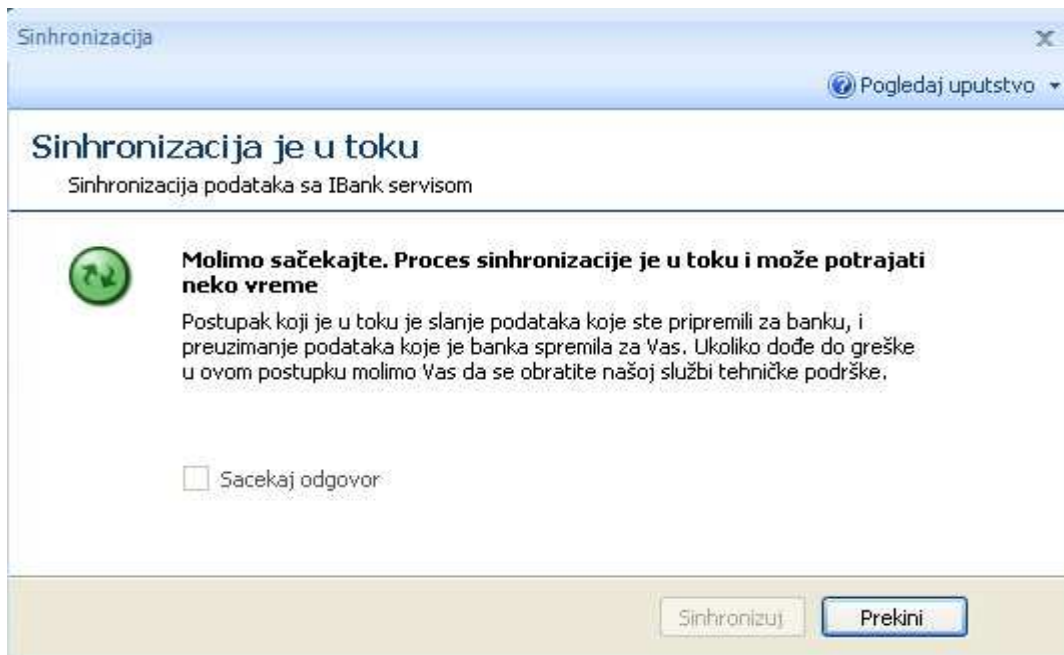 Sinhronizacija
Pogledaj uputstvo
Sinhronizacija je u toku
Sinhronizacija podataka sa IBank servisom
Molimo sačekajte. Proces sinhronizacije je u toku i može potrajati
neko vreme
Postupak koji je u toku je slanje podataka koje ste pripremili za banku, i
preuzimanje podataka koje je banka spremila za Vas. Ukoliko dođe do greške
u ovom postupku molimo Vas da se obratite našoj službi tehničke podrške.
Sacekaj odgovor
Sinhronizuj
Prekini